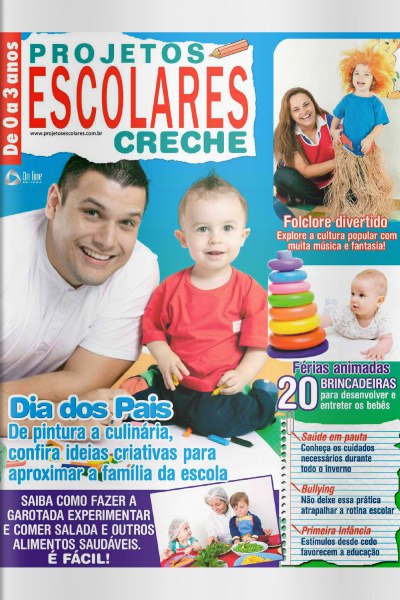 De 0 a 3 anos
PROJETOS
ESCOLARES
CRECHE
www.projetosescolares.com.br
On line
EDITORA
Folclore divertido
Explore a cultura popular com
muita música e fantasia!
Férias animadas
20 BRINCADEIRAS
para desenvolver e
entreter os bebês
Dia dos Pais
De pintura a culinária,
confira ideias criativas para
aproximar a família da escola
Saúde em pauta
Conheça os cuidados
necessários durante
todo o inverno
Bullying
Não deixe essa prática
atrapalhar a rotina escolar
Primeira Infância
Estímulos desde cedo
favorecem a educação
SAIBA COMO FAZER A
GAROTADA EXPERIMENTAR
E COMER SALADA E OUTROS
ALIMENTOS SAUDÁVEIS.
É FÁCIL!